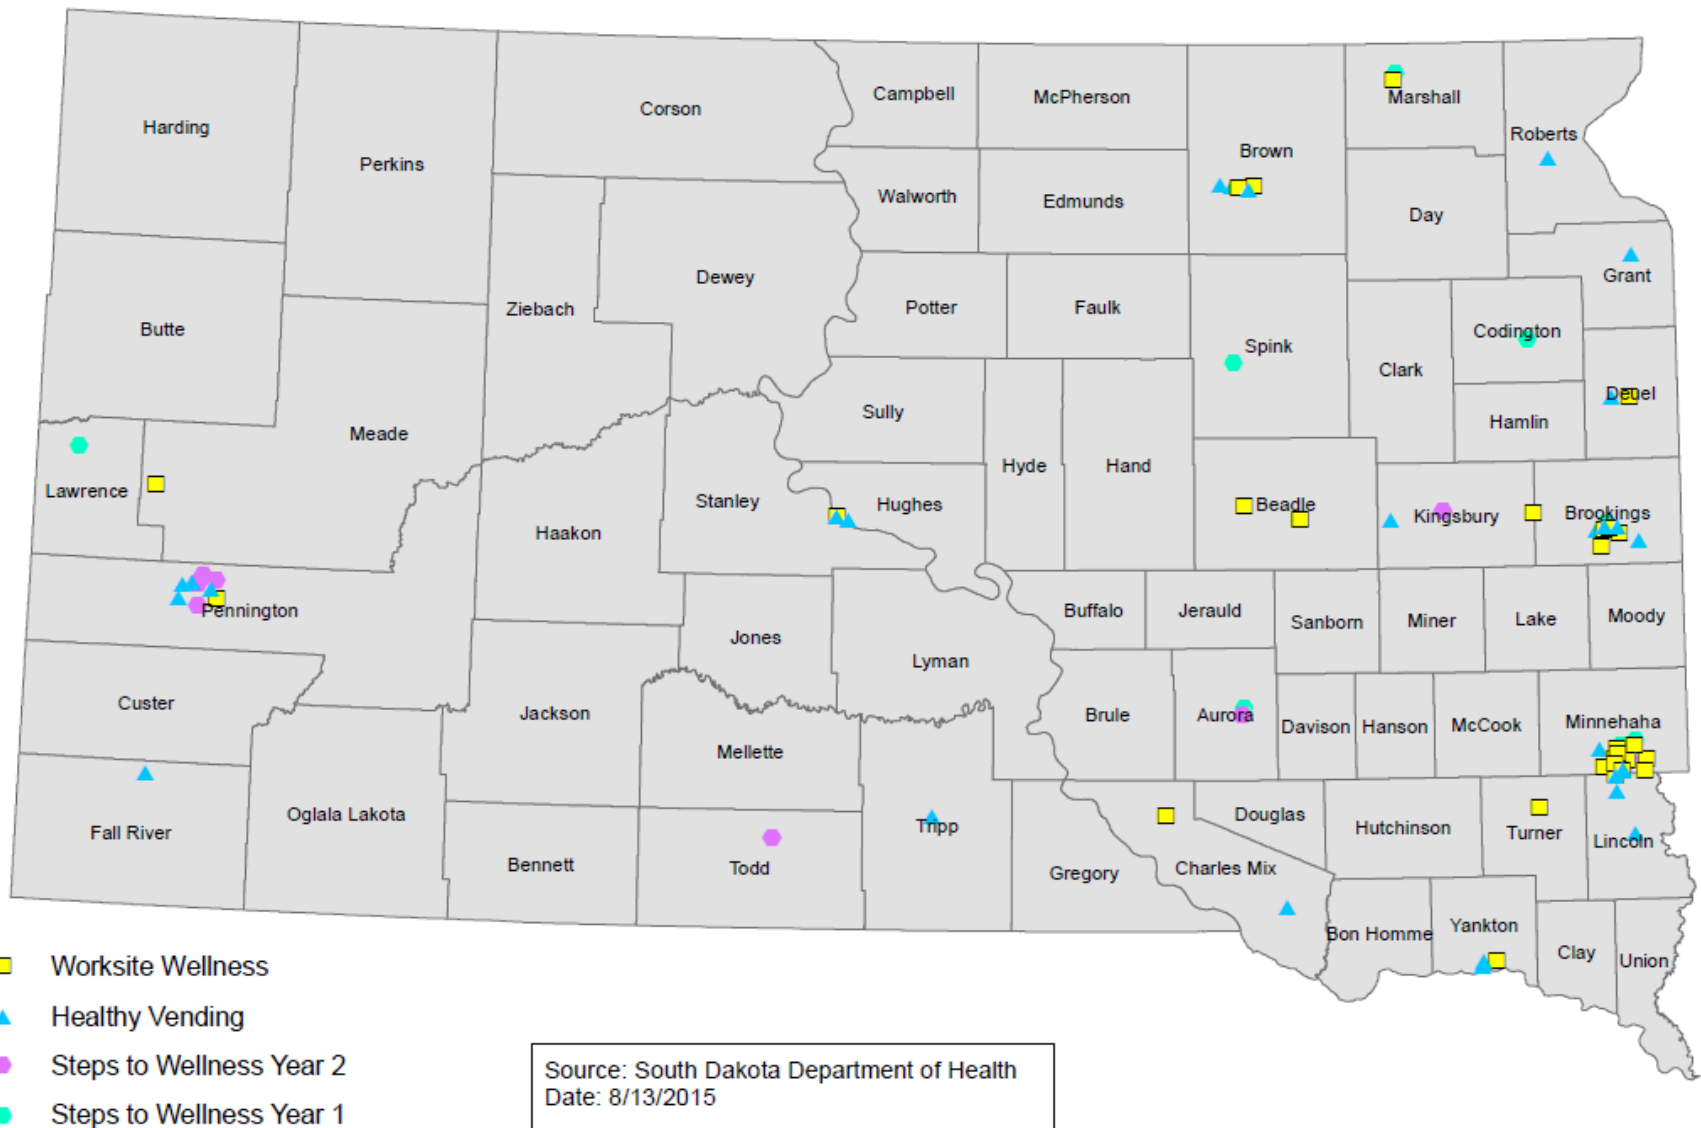 Campbell
McPherson
Marshall
Corson
Harding
Roberts
Perkins
Brown
Walworth
Edmunds
Day
Dewey
Grant
Ziebach
Potter
Faulk
Butte
Codington
Spink
Clark
Deuel
Sully
Hamlin
Meade
Hyde
Hand
Lawrence
Stanley
Hughes
Beadle
Kingsbury
Brookings
Haakon
Pennington
Buffalo
Jerauld
Sanborn
Miner
Lake
Moody
Jones
Lyman
Custer
Jackson
Brule
Aurora
Davison
Hanson
McCook
Minnehaha
Mellette
Oglala Lakota
Fall River
Tripp
Douglas
Hutchinson
Turner
Lincoln
Bennett
Todd
Gregory
Charles Mix
Bon Homme
Yankton
Clay
Union
Worksite Wellness
Healthy Vending
Steps to Wellness Year 2
Steps to Wellness Year 1
Source: South Dakota Department of Health
Date: 8/13/2015